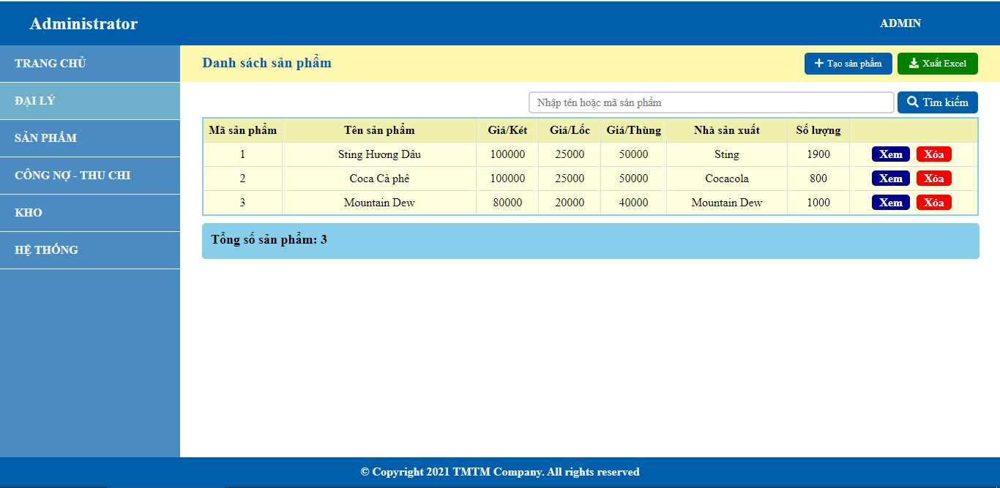 Administrator ADMIN
TRANG CHỦ
ĐẠI LÝ
SẢN PHẨM
CÔNG NỢ - THU CHI
KHO
HỆ THỐNG
Danh sách sản phẩm Tạo sản phẩm Xuất Excel
Nhập tên hoặc mã sản phẩm Tìm kiếm
Mã sản phẩm Tên sản phẩm Giá/Két Giá/Lốc Giá/Thùng Nhà sản xuất Số lượng
1 Sting Hương Dâu 100000 25000 50000 Sting 1900 Xem Xóa
2 Coca Cà phê 100000 25000 50000 Cocacola 800 Xem Xóa
3 Mountain Dew 80000 20000 40000 Mountain Dew 1000 Xem Xóa
Tổng số sản phẩm: 3
© Copyright 2021 TMTM Company. All rights reserved